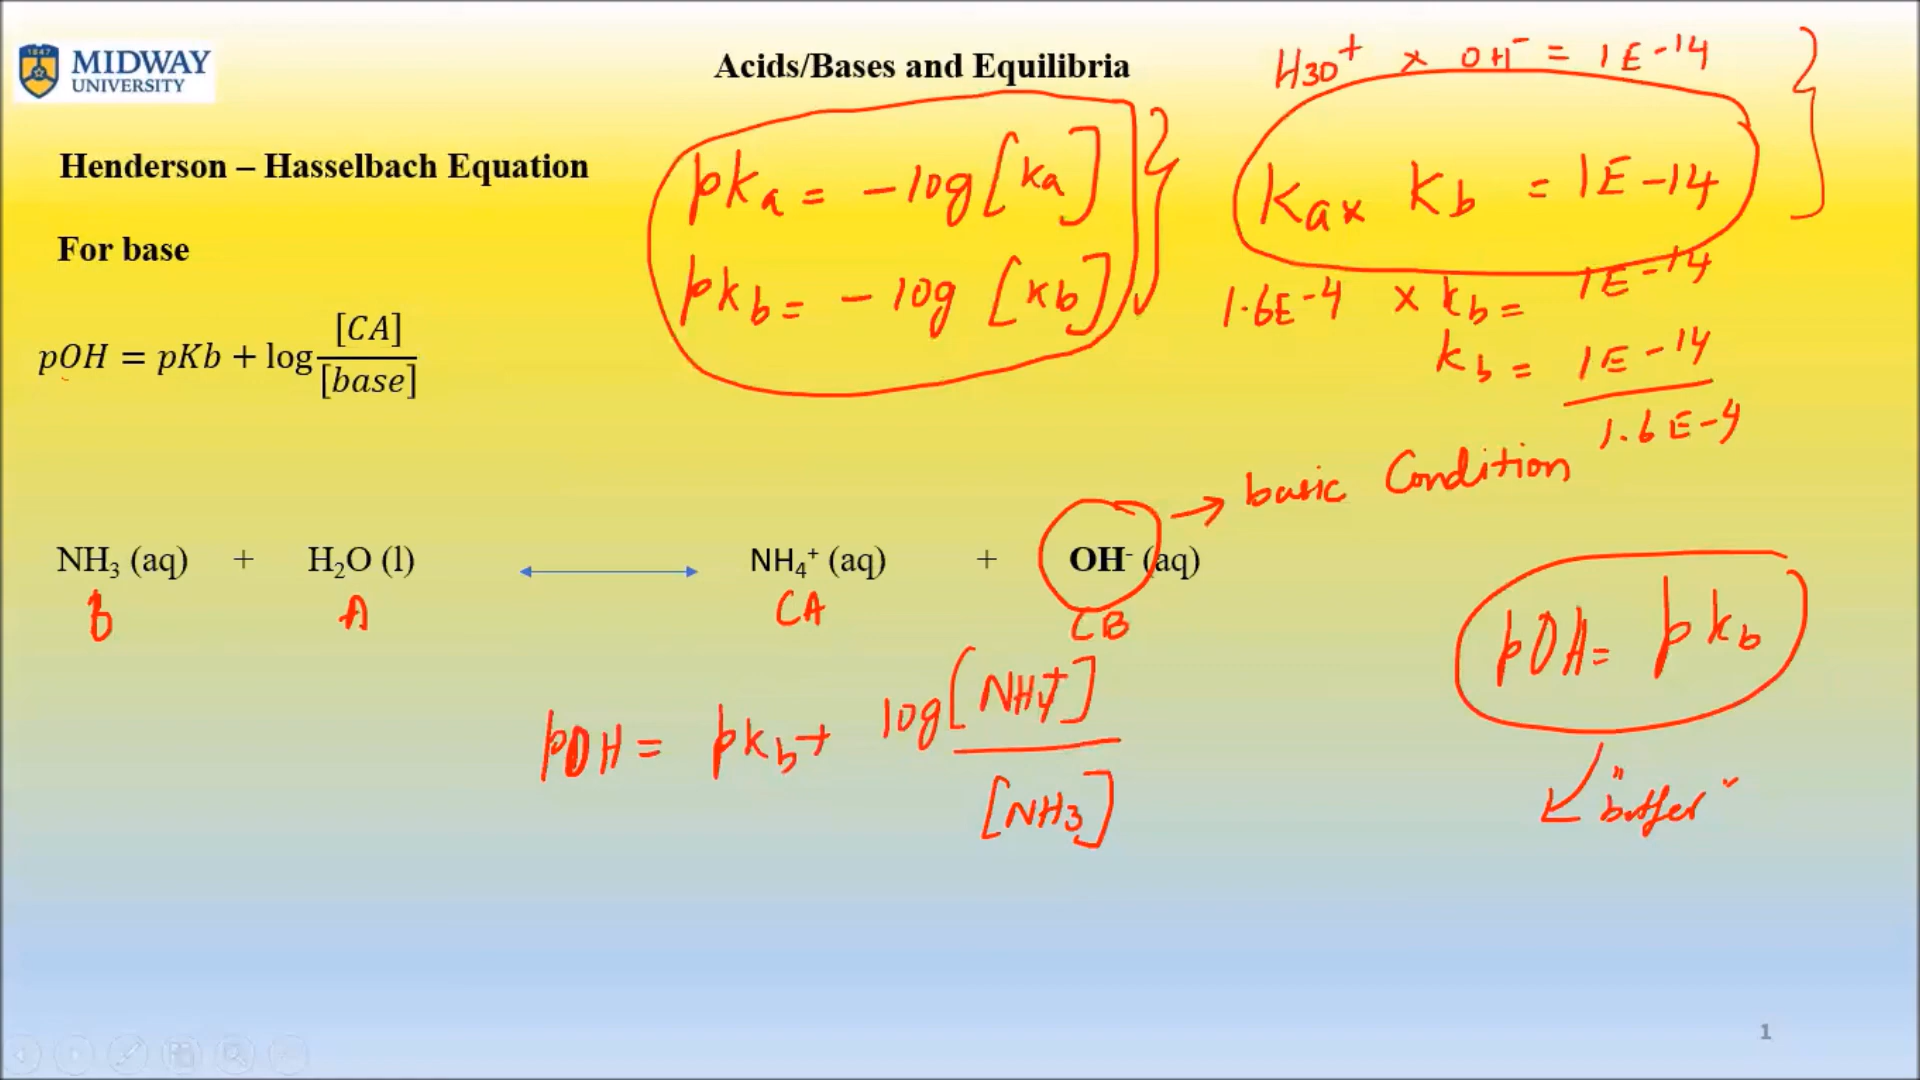 1847
MIDWAY
UNIVERSITY
Acids/Bases and Equilibria
H3O⁺ x OH⁻ = 1E-14
Henderson – Hasselbach Equation
pka = -log[ka]
ka x kb = 1E-14
For base
pkb = -log [kb]
1.6E-4 x kb = 1E-14
pOH = pKb + log [CA]/[base]
kb = 1E-14/1.6E-4
→ basic Condition
NH₃ (aq) + H₂O (l) NH₄⁺ (aq) + OH⁻ (aq)
B A CA CB
pOH = pkb
pOH = pkb + log [NH4⁺]/[NH3]
"buffer"
1